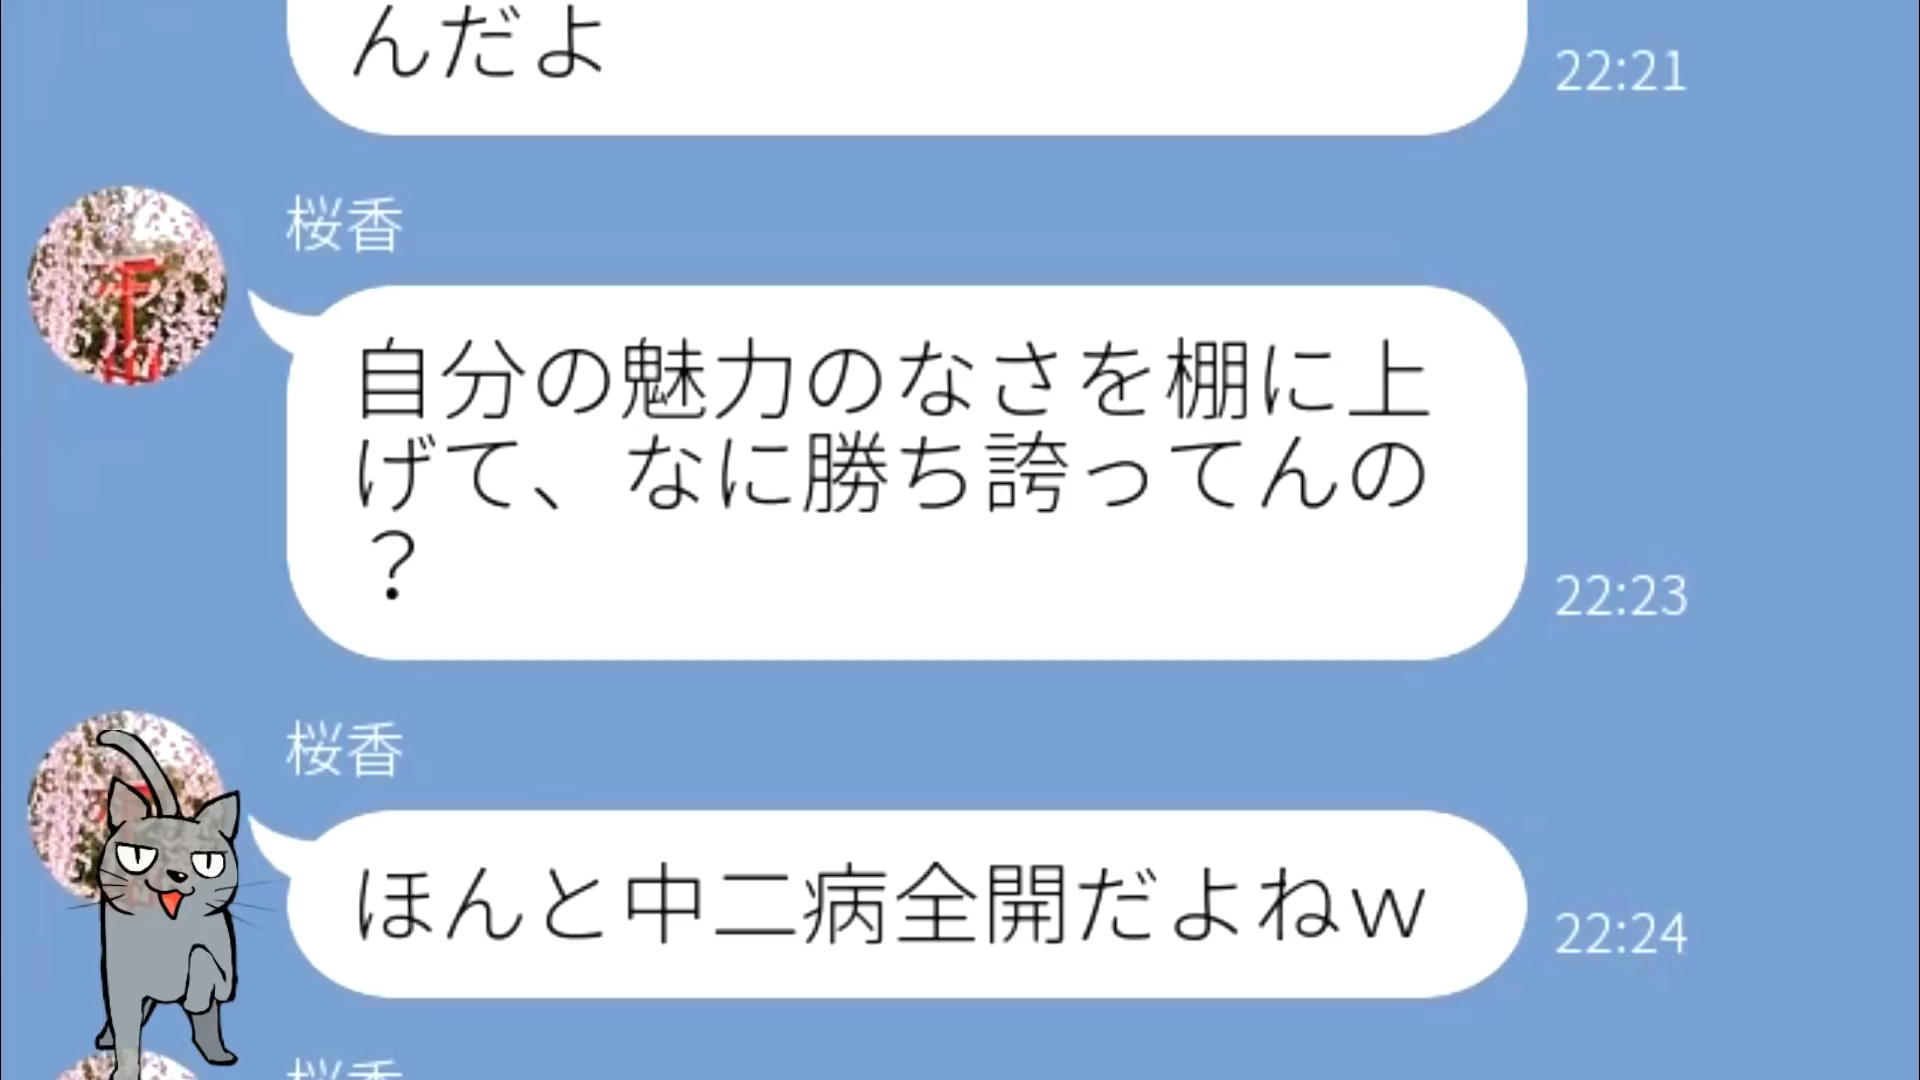 んだよ
22:21
桜香
自分の魅力のなさを棚に上
げて、なに勝ち誇ってんの
？
22:23
桜香
ほんと中二病全開だよねｗ
22:24
桜香